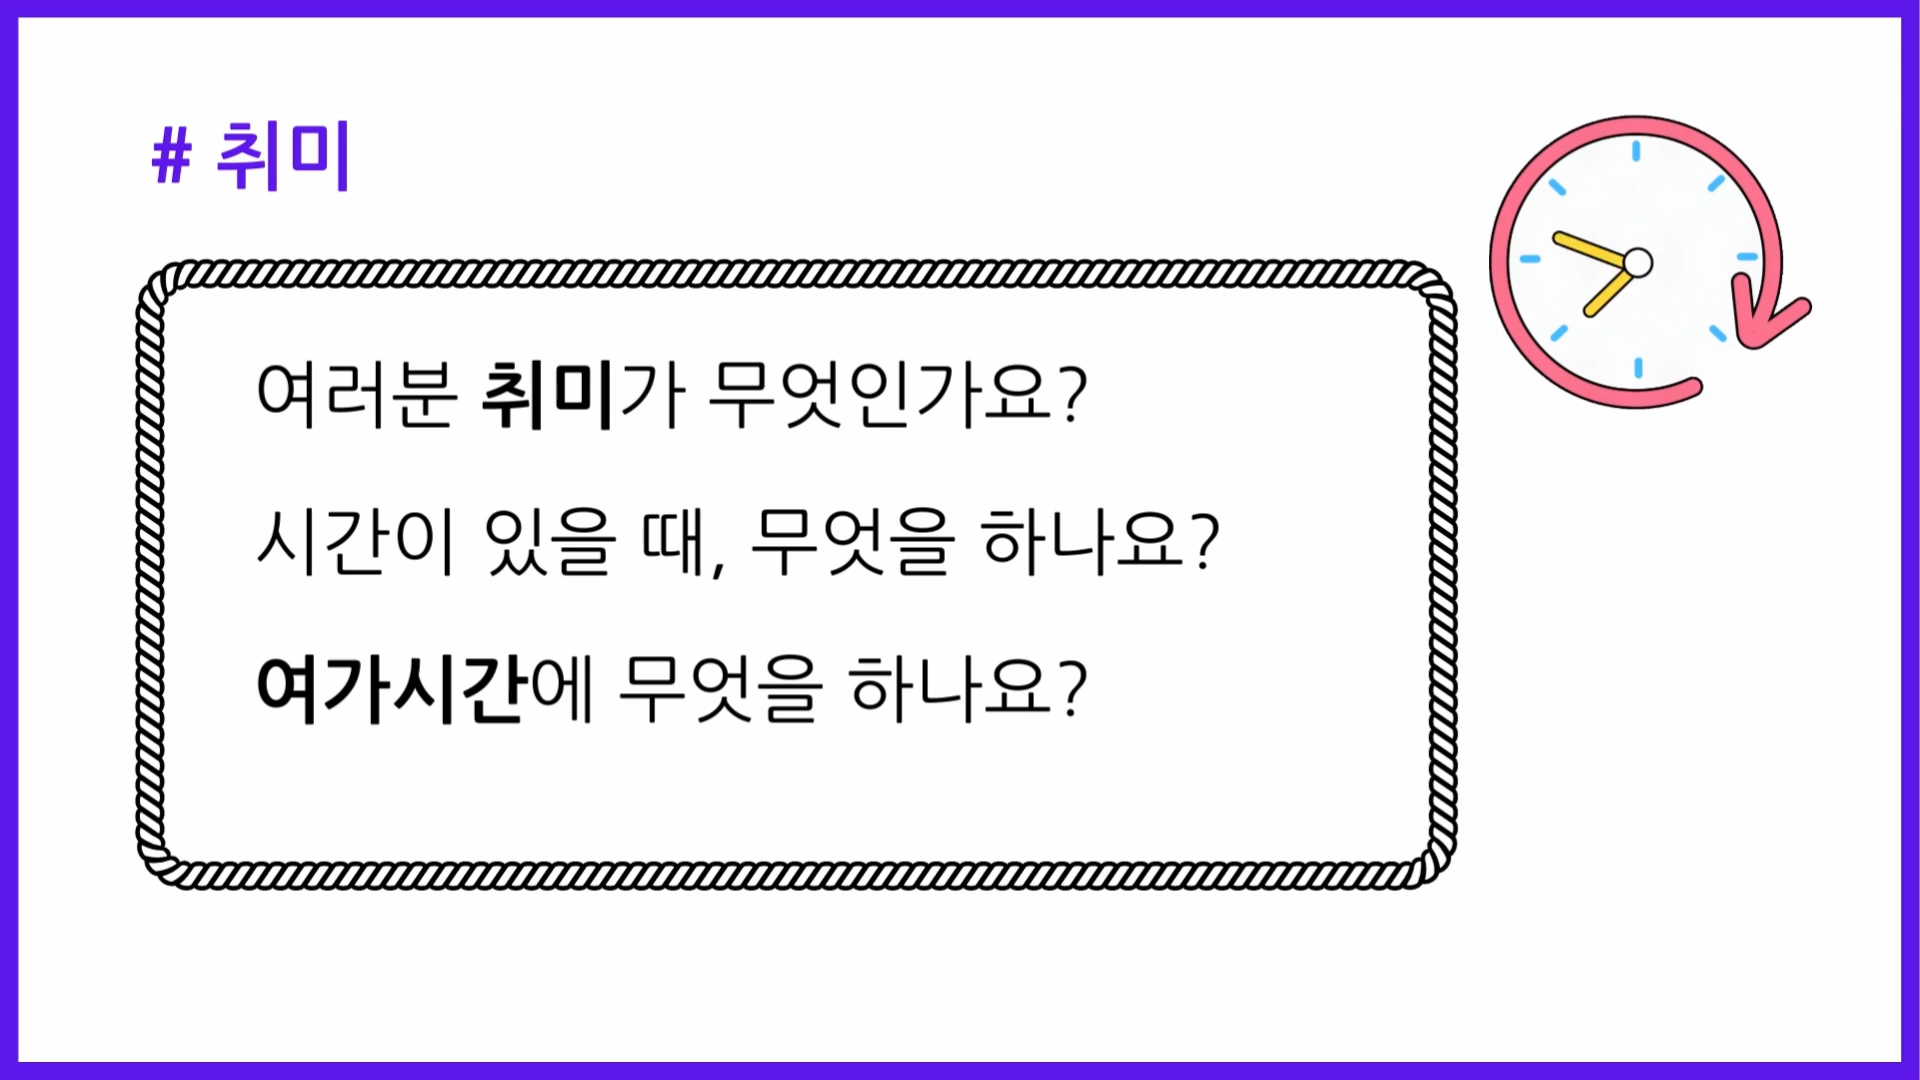 # 취미
여러분 취미가 무엇인가요?
시간이 있을 때, 무엇을 하나요?
여가시간에 무엇을 하나요?